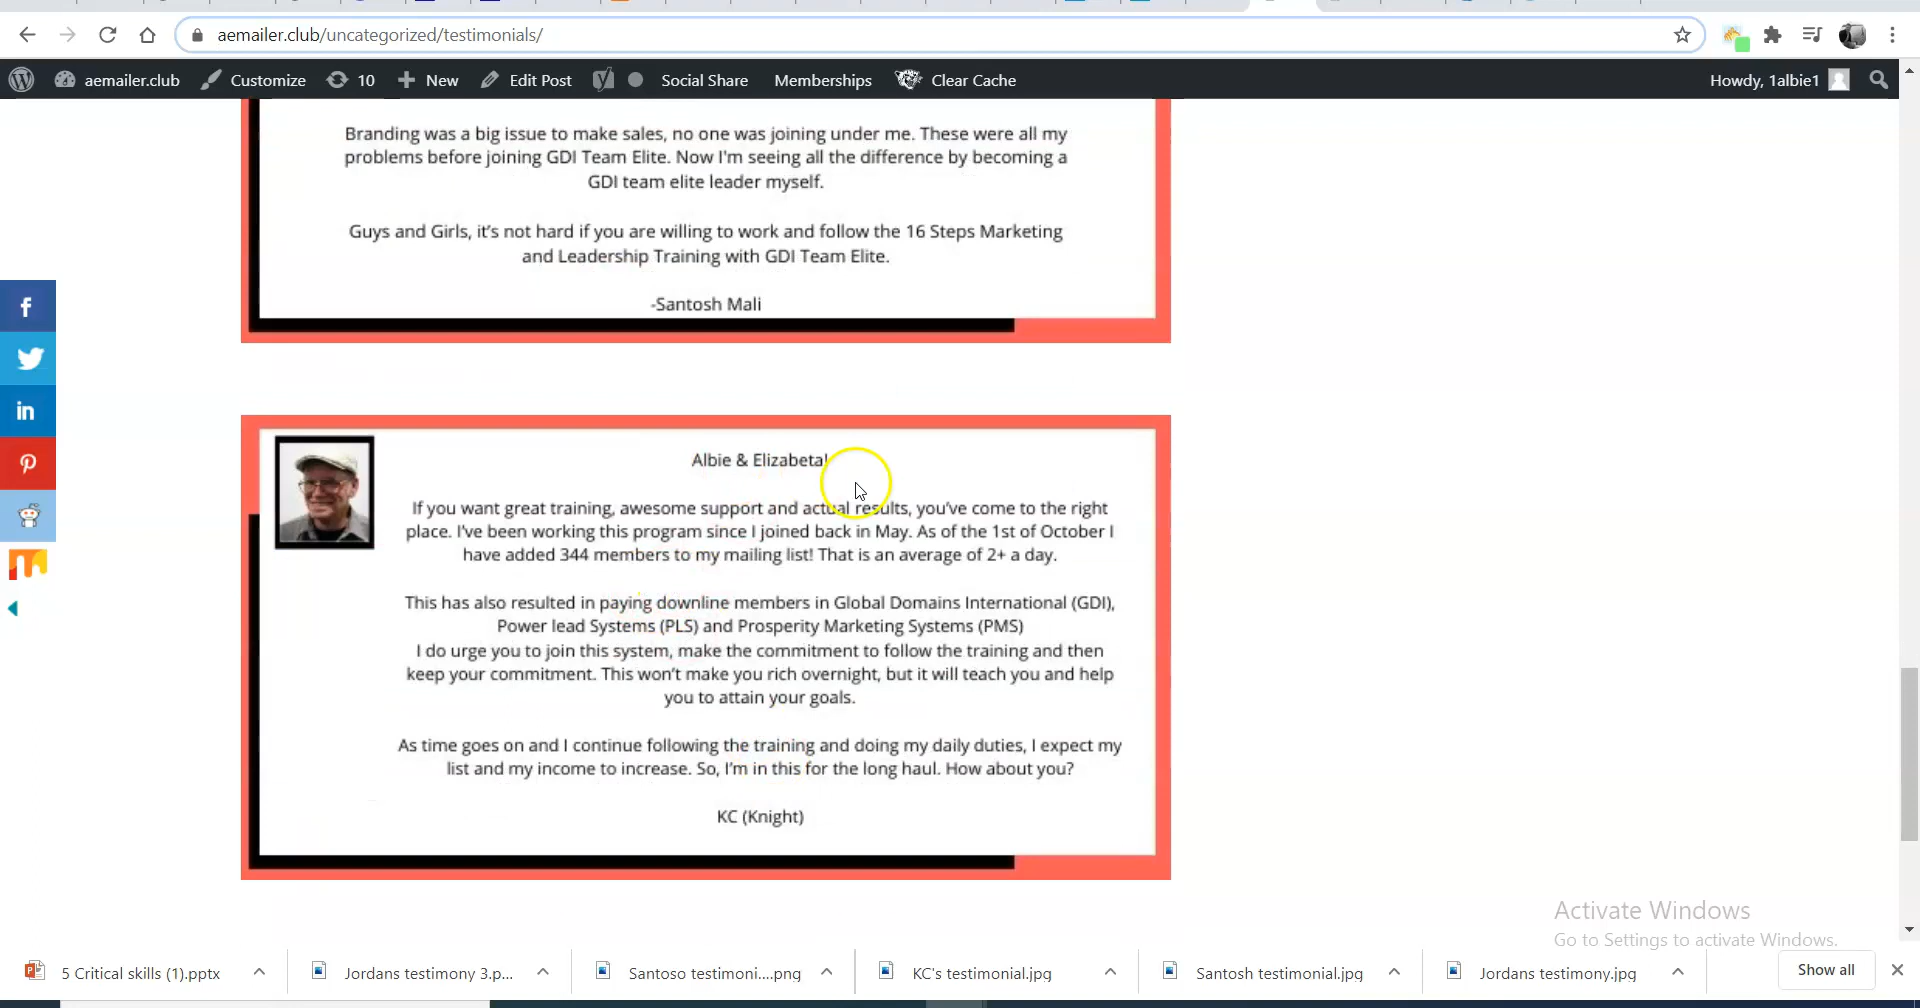 aemailer.club/uncategorized/testimonials/
aemailer.club
Customize
10
New
Edit Post
Social Share
Memberships
Clear Cache
Howdy, 1albie1
Branding was a big issue to make sales, no one was joining under me. These were all my
problems before joining GDI Team Elite. Now I'm seeing all the difference by becoming a
GDI team elite leader myself.
Guys and Girls, it's not hard if you are willing to work and follow the 16 Steps Marketing
and Leadership Training with GDI Team Elite.
-Santosh Mali
Albie & Elizabeta!
If you want great training, awesome support and actual results, you've come to the right
place. I've been working this program since I joined back in May. As of the 1st of October I
have added 344 members to my mailing list! That is an average of 2+ a day.
This has also resulted in paying downline members in Global Domains International (GDI),
Power lead Systems (PLS) and Prosperity Marketing Systems (PMS)
I do urge you to join this system, make the commitment to follow the training and then
keep your commitment. This won't make you rich overnight, but it will teach you and help
you to attain your goals.
As time goes on and I continue following the training and doing my daily duties, I expect my
list and my income to increase. So, I'm in this for the long haul. How about you?
KC (Knight)
Activate Windows
Go to Settings to activate Windows.
5 Critical skills (1).pptx
Jordans testimony 3.p...
Santoso testimoni....png
KC's testimonial.jpg
Santosh testimonial.jpg
Jordans testimony.jpg
Show all